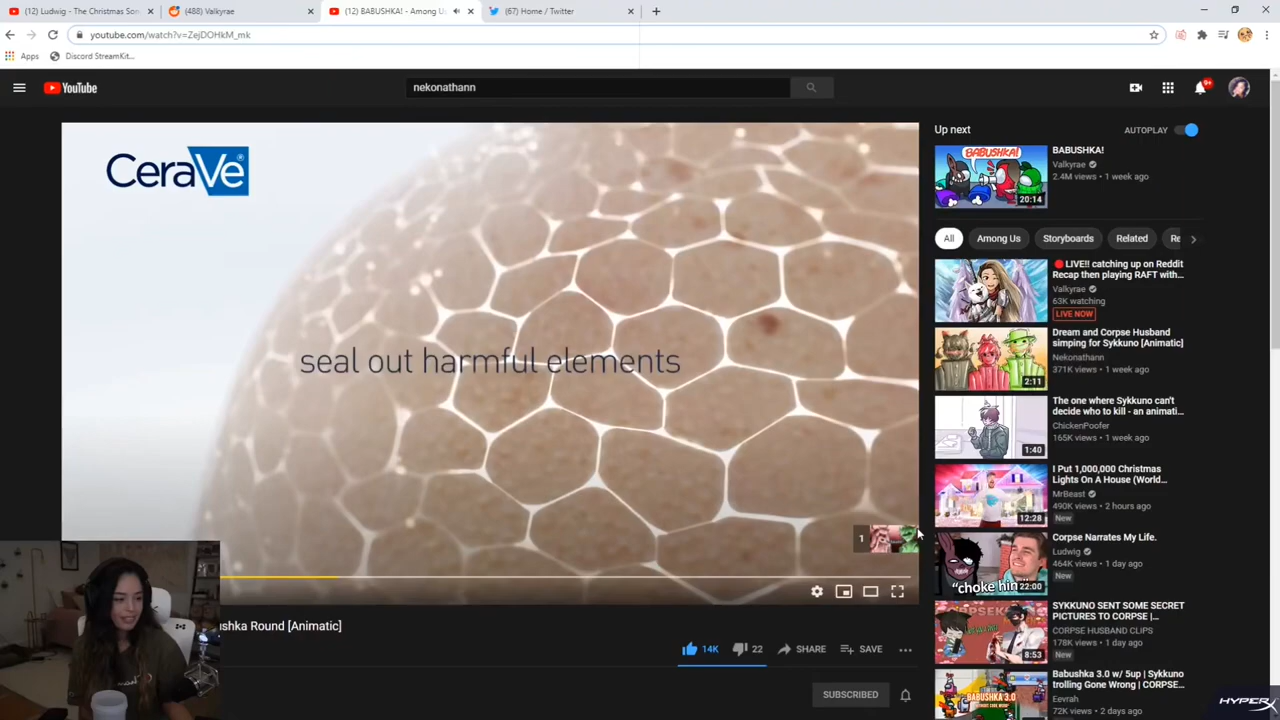 (12) Ludwig - The Christmas Son
(488) Valkyrae
(12) BABUSHKA! - Among Us
(67) Home / Twitter
youtube.com/watch?v=ZejDOHkM_mk
Apps
Discord StreamKit...
YouTube
nekonathann
9+
CeraVe®
seal out harmful elements
1
shka Round [Animatic]
14K
22
SHARE
SAVE
SUBSCRIBED
Up next
AUTOPLAY
BABUSHKA!
20:14
BABUSHKA!
Valkyrae
2.4M views • 1 week ago
All
Among Us
Storyboards
Related
Re
LIVE!! catching up on Reddit
Recap then playing RAFT with...
Valkyrae
63K watching
LIVE NOW
2:11
Dream and Corpse Husband
simping for Sykkuno [Animatic]
Nekonathann
371K views • 1 week ago
1:40
The one where Sykkuno can't
decide who to kill - an animati...
ChickenPoofer
165K views • 1 week ago
12:28
I Put 1,000,000 Christmas
Lights On A House (World...
MrBeast
490K views • 2 hours ago
New
"choke him
22:00
Corpse Narrates My Life.
Ludwig
464K views • 1 day ago
New
8:53
SYKKUNO SENT SOME SECRET
PICTURES TO CORPSE |...
CORPSE HUSBAND CLIPS
178K views • 1 day ago
New
BABUSHKA 3.0
Babushka 3.0 w/ 5up | Sykkuno
trolling Gone Wrong | CORPSE...
Eevrah
72K views • 2 days ago
HYPERX